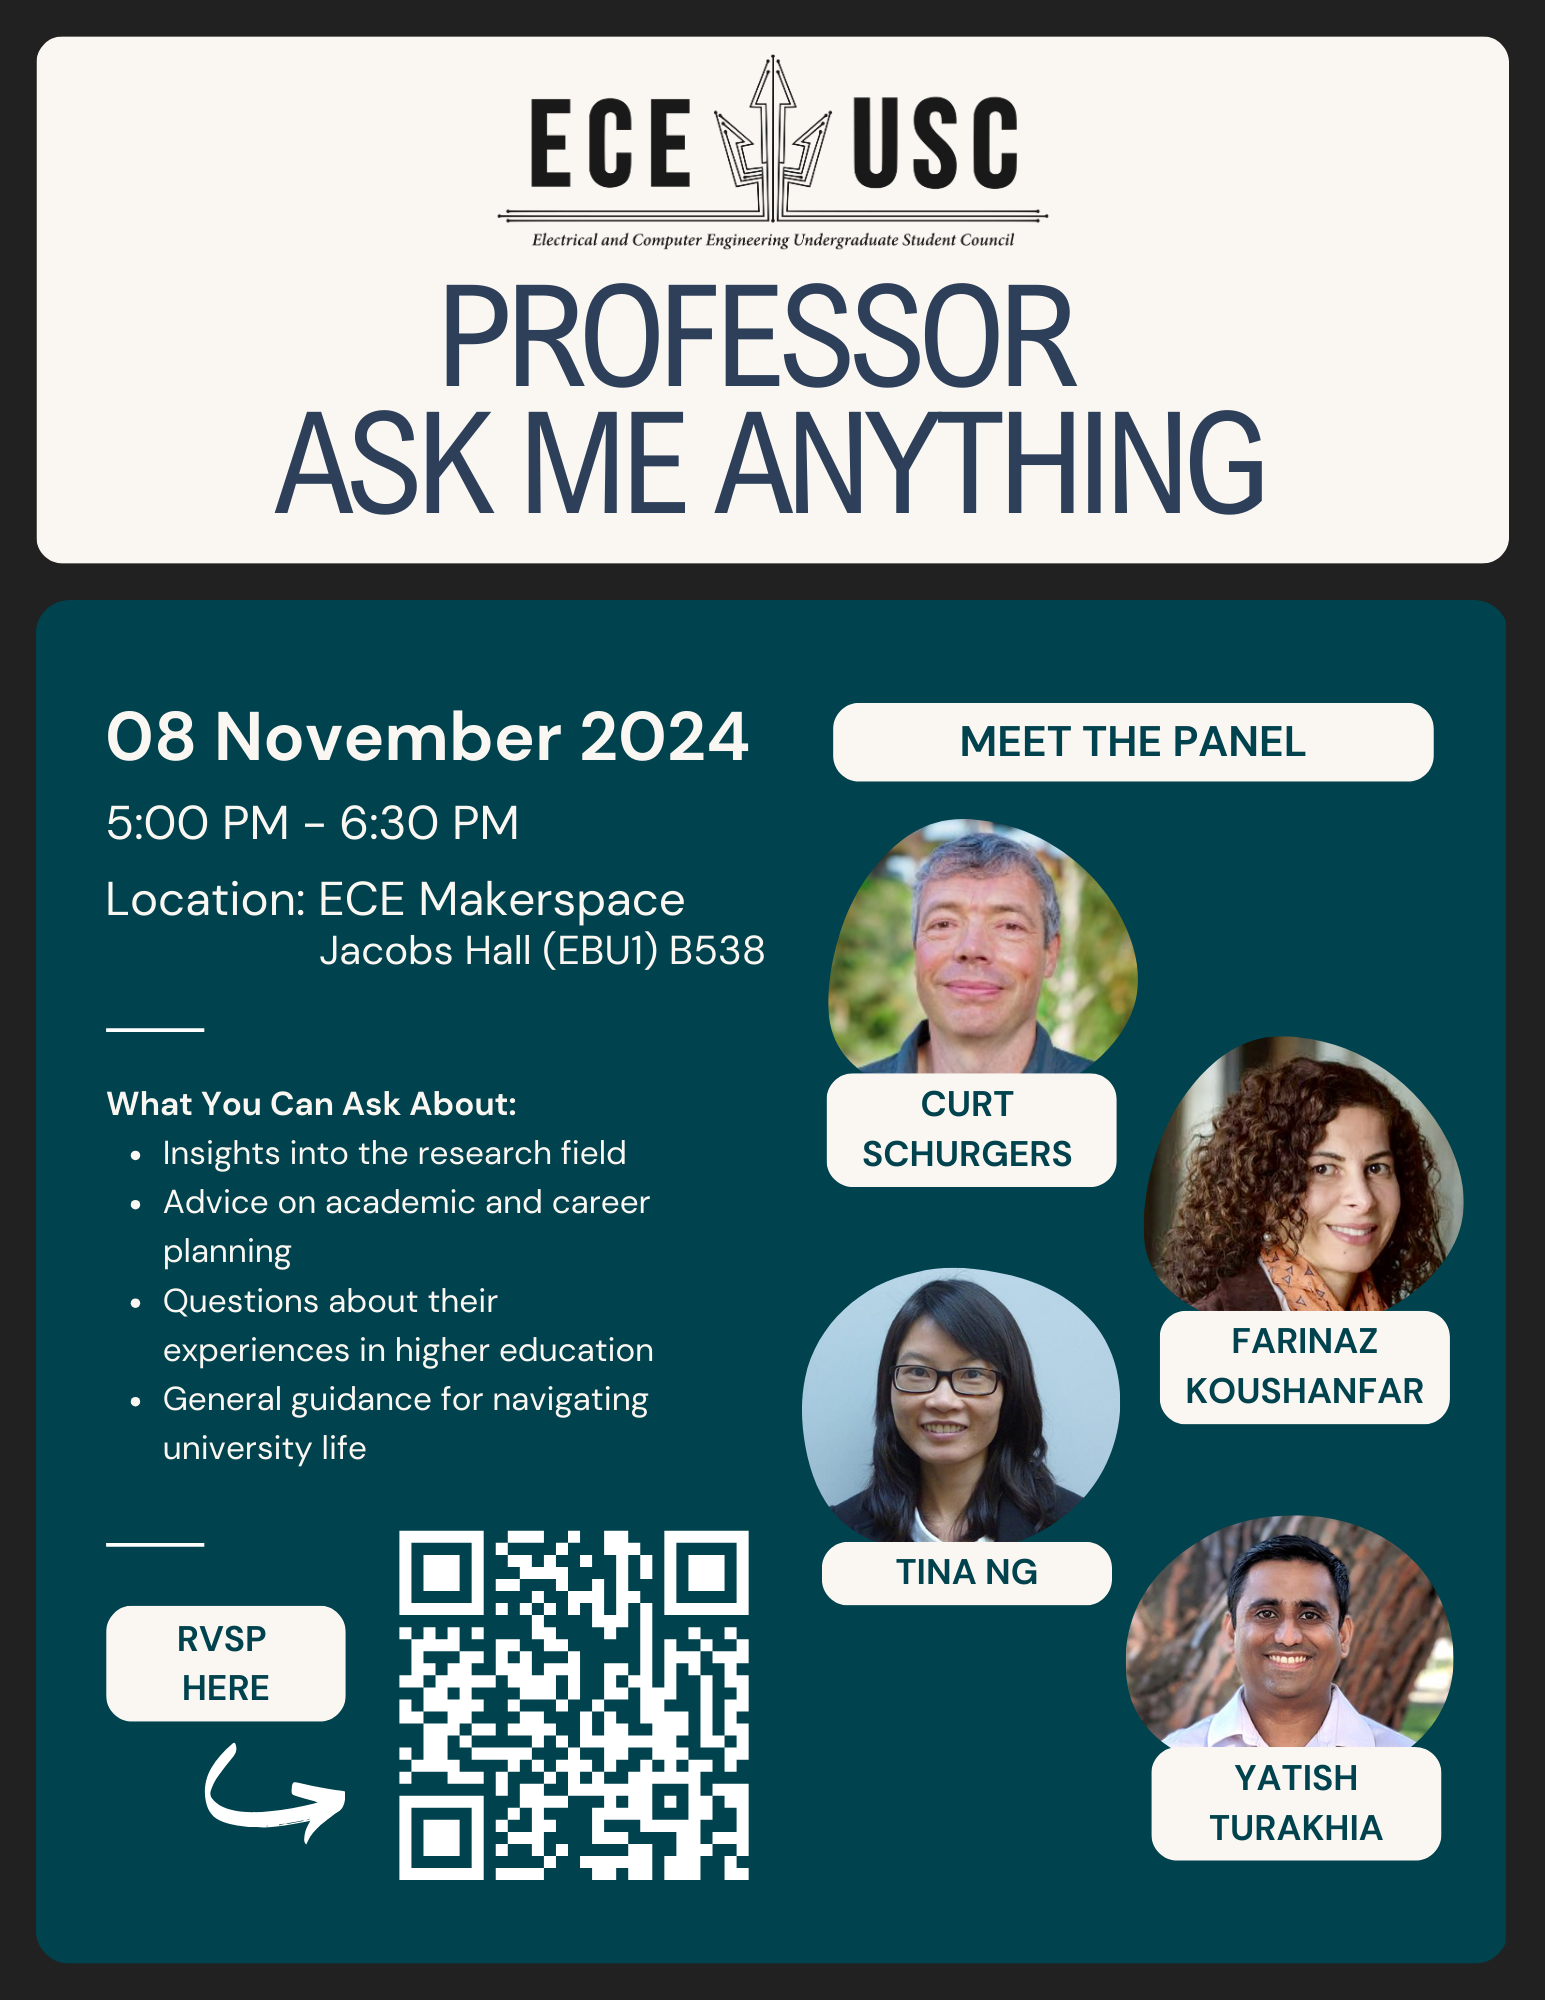 ECE USC
Electrical and Computer Engineering Undergraduate Student Council
PROFESSOR
ASK ME ANYTHING
08 November 2024
5:00 PM - 6:30 PM
Location: ECE Makerspace
Jacobs Hall (EBU1) B538
What You Can Ask About:
• Insights into the research field
• Advice on academic and career
planning
• Questions about their
experiences in higher education
• General guidance for navigating
university life
RVSP
HERE
MEET THE PANEL
CURT
SCHURGERS
FARINAZ
KOUSHANFAR
TINA NG
YATISH
TURAKHIA